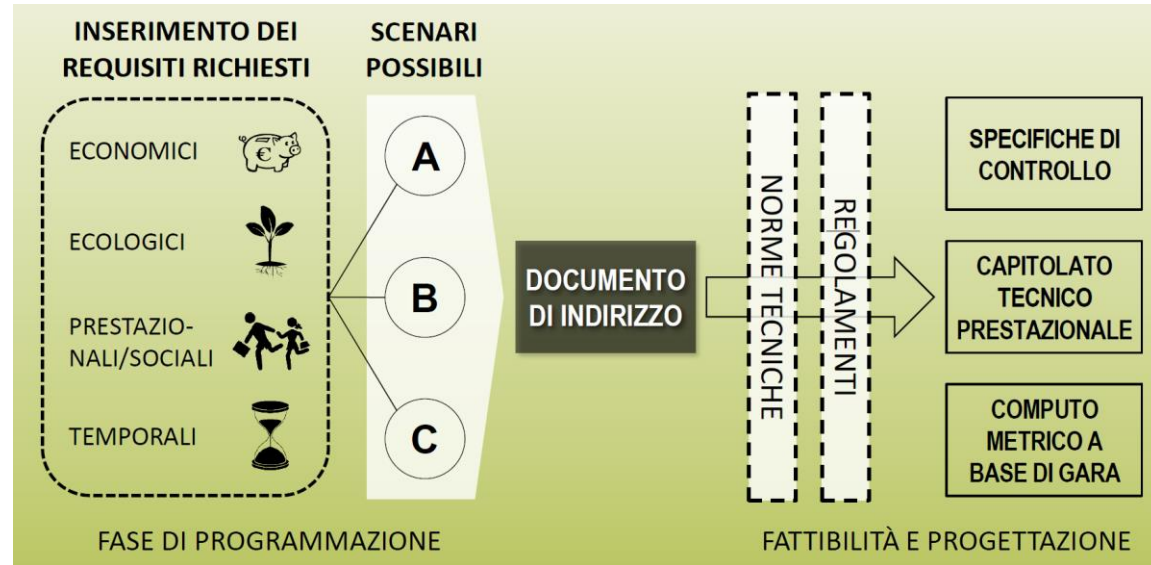 INSERIMENTO DEI
REQUISITI RICHIESTI
SCENARI
POSSIBILI
ECONOMICI
€
ECOLOGICI
PRESTAZIO-
NALI/SOCIALI
TEMPORALI
A
B
C
DOCUMENTO
DI INDIRIZZO
NORME TECNICHE
REGOLAMENTI
SPECIFICHE DI
CONTROLLO
CAPITOLATO
TECNICO
PRESTAZIONALE
COMPUTO
METRICO A
BASE DI GARA
FASE DI PROGRAMMAZIONE
FATTIBILITÀ E PROGETTAZIONE